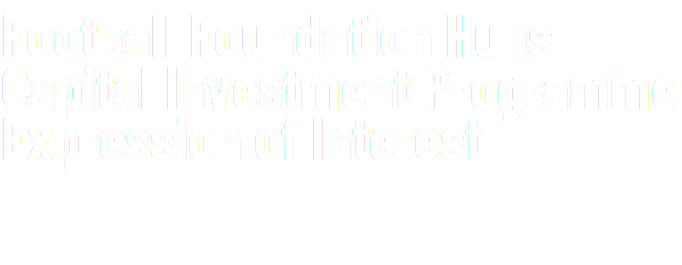 Football Foundation Hubs
Capital Investment Programme
Expression of Interest